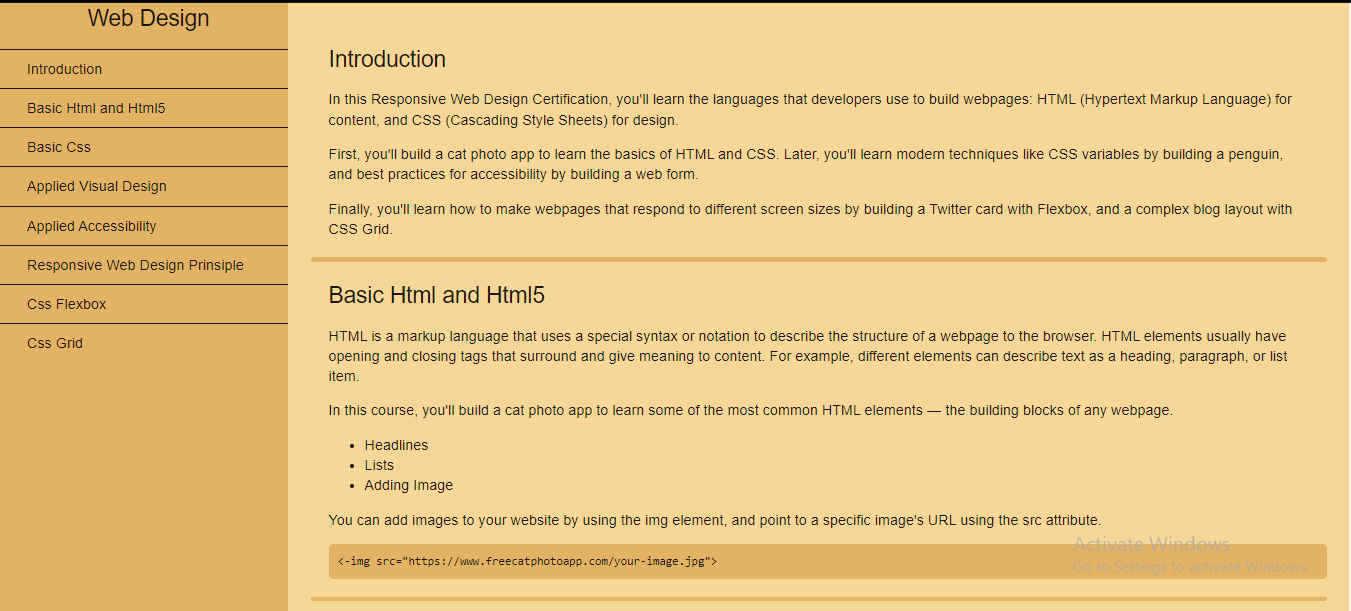 Web Design
Introduction
Basic Html and Html5
Basic Css
Applied Visual Design
Applied Accessibility
Responsive Web Design Prinsiple
Css Flexbox
Css Grid
Introduction
In this Responsive Web Design Certification, you'll learn the languages that developers use to build webpages: HTML (Hypertext Markup Language) for
content, and CSS (Cascading Style Sheets) for design.
First, you'll build a cat photo app to learn the basics of HTML and CSS. Later, you'll learn modern techniques like CSS variables by building a penguin,
and best practices for accessibility by building a web form.
Finally, you'll learn how to make webpages that respond to different screen sizes by building a Twitter card with Flexbox, and a complex blog layout with
CSS Grid.
Basic Html and Html5
HTML is a markup language that uses a special syntax or notation to describe the structure of a webpage to the browser. HTML elements usually have
opening and closing tags that surround and give meaning to content. For example, different elements can describe text as a heading, paragraph, or list
item.
In this course, you'll build a cat photo app to learn some of the most common HTML elements — the building blocks of any webpage.
• Headlines
• Lists
• Adding Image
You can add images to your website by using the img element, and point to a specific image's URL using the src attribute.
<-img src="https://www.freecatphotoapp.com/your-image.jpg">
Activate Windows
Go to Settings to activate Windows.